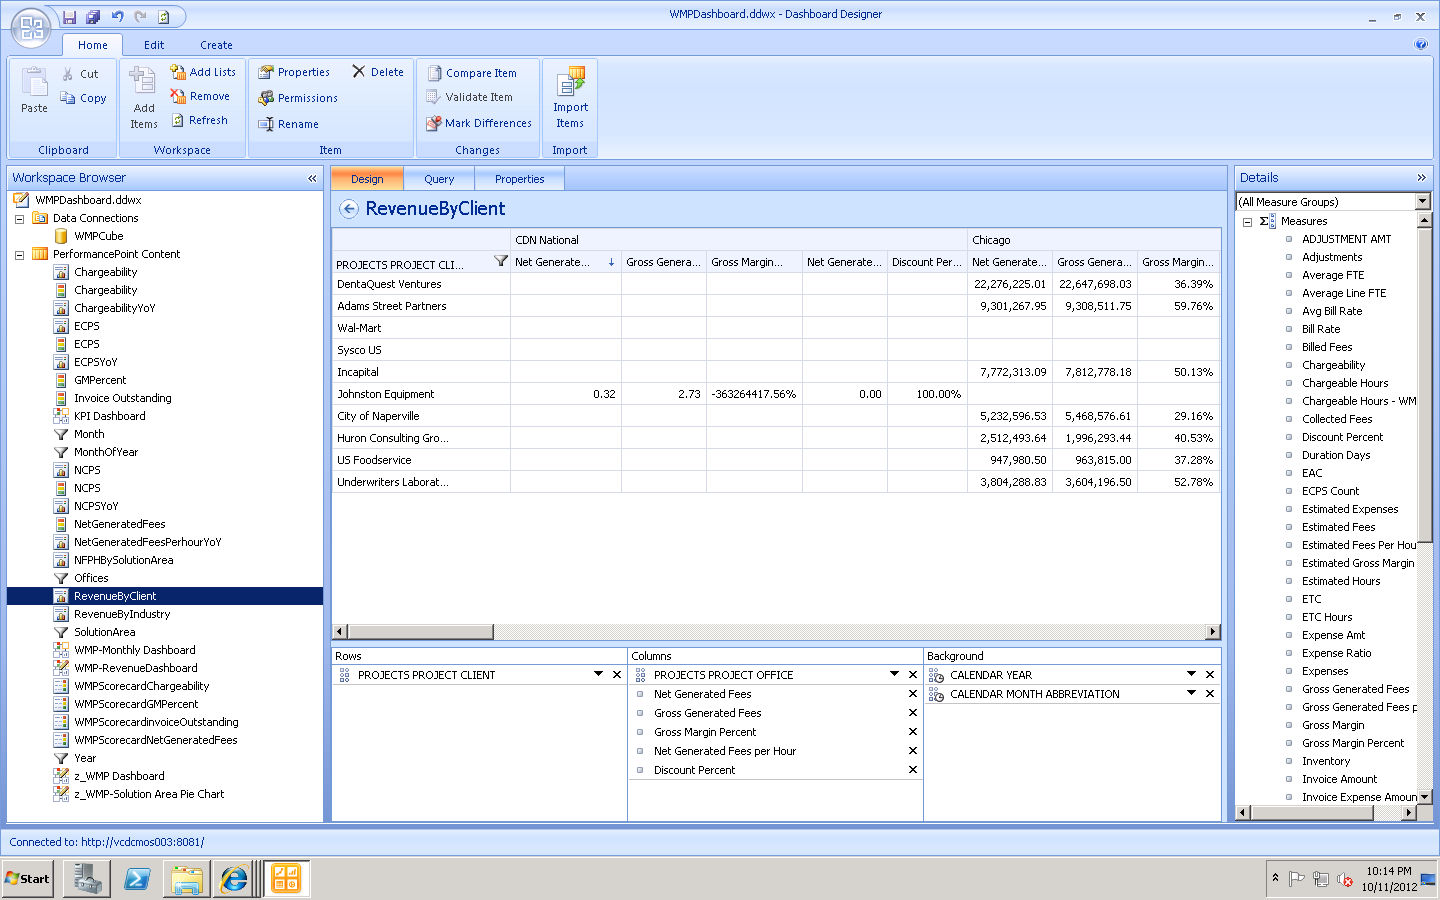 WMPDashboard.ddwx - Dashboard Designer
Home Edit Create
Paste
Cut
Copy
Clipboard
Add Items
Add Lists
Remove
Refresh
Workspace
Properties
Delete
Permissions
Rename
Item
Compare Item
Validate Item
Mark Differences
Changes
Import Items
Import
Workspace Browser
WMPDashboard.ddwx
Data Connections
WMPCube
PerformancePoint Content
Chargeability
Chargeability
ChargeabilityYoY
ECPS
ECPS
ECPSYoY
GMPercent
Invoice Outstanding
KPI Dashboard
Month
MonthOfYear
NCPS
NCPS
NCPSYoY
NetGeneratedFees
NetGeneratedFeesPerhourYoY
NFPHBySolutionArea
Offices
RevenueByClient
RevenueByIndustry
SolutionArea
WMP-Monthly Dashboard
WMP-RevenueDashboard
WMPScorecardChargeability
WMPScorecardGMPercent
WMPScorecardinvoiceOutstanding
WMPScorecardNetGeneratedFees
Year
z_WMP Dashboard
z_WMP-Solution Area Pie Chart
Design Query Properties
RevenueByClient
CDN National Chicago
PROJECTS PROJECT CLI... Net Generate... Gross Genera... Gross Margin... Net Generate... Discount Per... Net Generate... Gross Genera... Gross Margin...
DentaQuest Ventures 22,276,225.01 22,647,698.03 36.39%
Adams Street Partners 9,301,267.95 9,308,511.75 59.76%
Wal-Mart
Sysco US
Incapital 7,772,313.09 7,812,778.18 50.13%
Johnston Equipment 0.32 2.73 -363264417.56% 0.00 100.00%
City of Naperville 5,232,596.53 5,468,576.61 29.16%
Huron Consulting Gro... 2,512,493.64 1,996,293.44 40.53%
US Foodservice 947,980.50 963,815.00 37.28%
Underwriters Laborat... 3,804,288.83 3,604,196.50 52.78%
Rows
PROJECTS PROJECT CLIENT
Columns
PROJECTS PROJECT OFFICE
Net Generated Fees
Gross Generated Fees
Gross Margin Percent
Net Generated Fees per Hour
Discount Percent
Background
CALENDAR YEAR
CALENDAR MONTH ABBREVIATION
Details
(All Measure Groups)
Σ Measures
ADJUSTMENT AMT
Adjustments
Average FTE
Average Line FTE
Avg Bill Rate
Bill Rate
Billed Fees
Chargeability
Chargeable Hours
Chargeable Hours - WM
Collected Fees
Discount Percent
Duration Days
EAC
ECPS Count
Estimated Expenses
Estimated Fees
Estimated Fees Per Hou
Estimated Gross Margin
Estimated Hours
ETC
ETC Hours
Expense Amt
Expense Ratio
Expenses
Gross Generated Fees
Gross Generated Fees p
Gross Margin
Gross Margin Percent
Inventory
Invoice Amount
Invoice Expense Amoun
Connected to: http://vcdcmos003:8081/
Start
10:14 PM
10/11/2012